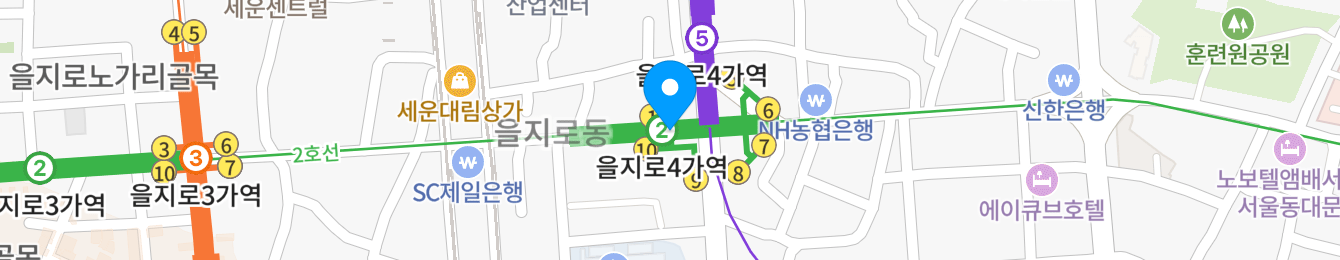 세운센트럴
산업센터
4
5
5
훈련원공원
을지로노가리골목
을지로4가역
세운대림상가
신한은행
6
NH농협은행
을지로동
2
3
6
7
10
3
2
2호선
10
7
8
9
을지로4가역
SC제일은행
을지로3가역
지로3가역
에이큐브호텔
노보텔앰배서
서울동대문
골목